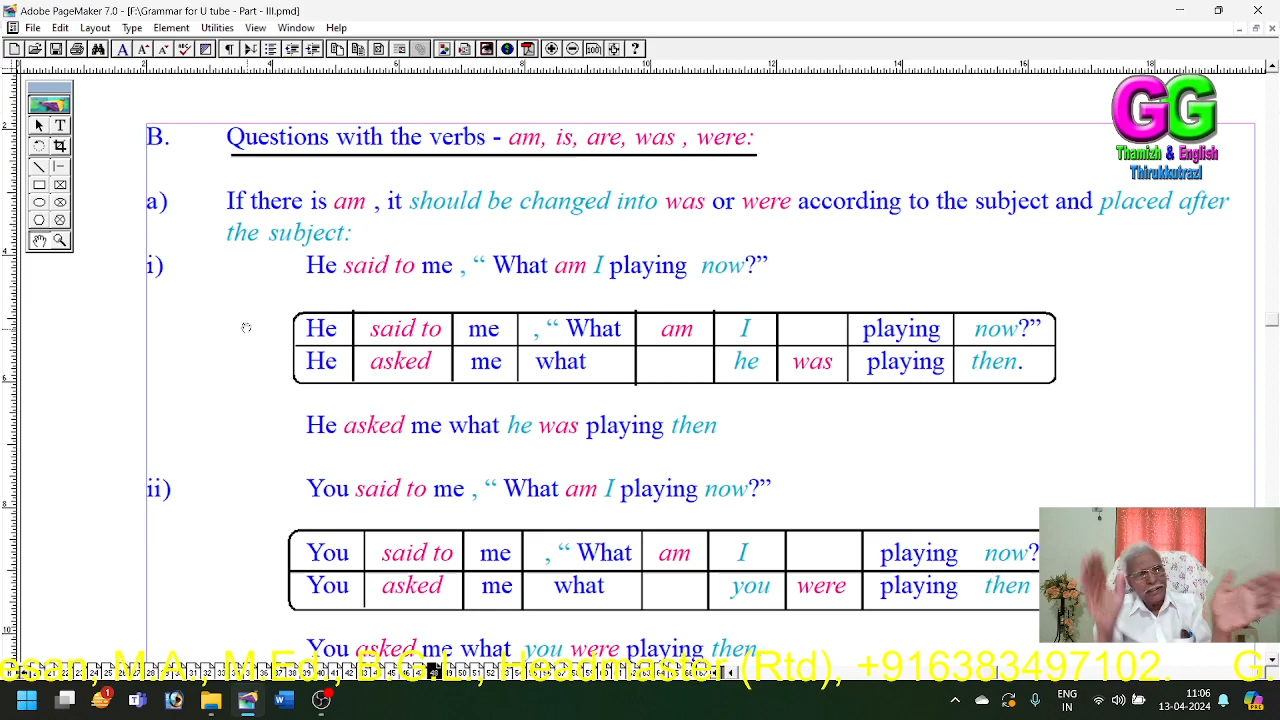 Adobe PageMaker 7.0 - [F:\Grammar for U tube - Part - III.pmd]
File Edit Layout Type Element Utilities View Window Help
GG
Thamizh & English
Thirukkutrazl
B. Questions with the verbs - am, is, are, was , were:
a) If there is am , it should be changed into was or were according to the subject and placed after
the subject:
i) He said to me , “ What am I playing now?”
He said to me , “ What am I playing now?”
He asked me what he was playing then.
He asked me what he was playing then
ii) You said to me , “ What am I playing now?”
You said to me , “ What am I playing now?
You asked me what you were playing then
You asked me what you were playing then
esan, M.A., M.Ed., B.G.L, Headmaster (Rtd), +916383497102. G
ENG
IN
11:06
13-04-2024